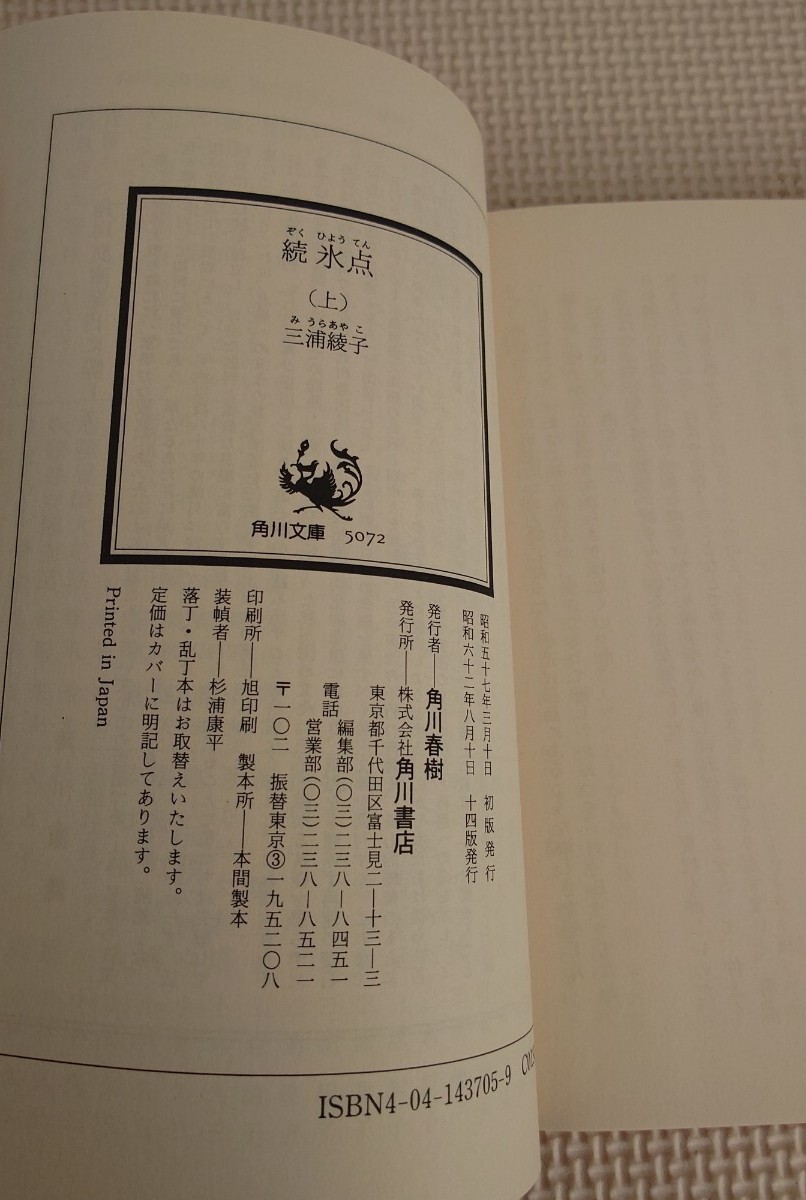 ぞく ひよう てん
続 氷点
(上)
み うらあや こ
三浦綾子
角川文庫 5072
昭和五十七年三月十日 初版発行
昭和六十二年八月十日 十四版発行
発行者――角川春樹
発行所――株式会社角川書店
東京都千代田区富士見二―十三―三
電話 編集部(〇三)二三八―八四五一
営業部(〇三)二三八―八五二一
〒一〇二 振替東京③一九五二〇八
印刷所――旭印刷 製本所――本間製本
装幀者――杉浦康平
落丁・乱丁本はお取替えいたします。
定価はカバーに明記してあります。
Printed in Japan
ISBN4-04-143705-9